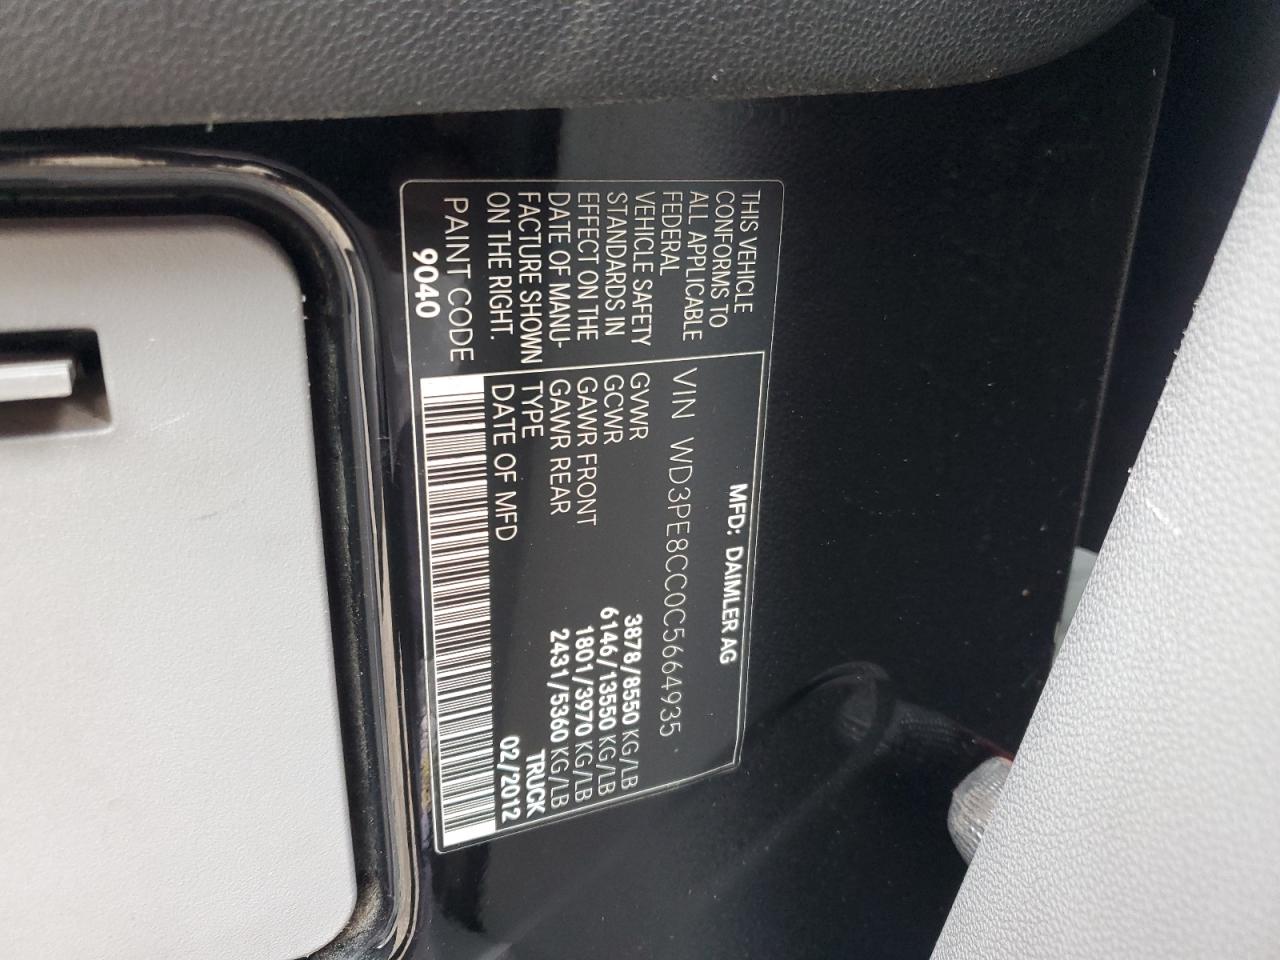 MFD: DAIMLER AG
THIS VEHICLE
CONFORMS TO
ALL APPLICABLE
FEDERAL
VEHICLE SAFETY
STANDARDS IN
EFFECT ON THE
DATE OF MANU-
FACTURE SHOWN
ON THE RIGHT.
PAINT CODE
9040
VIN WD3PE8CC0C5664935
GVWR 3878/8550 KG/LB
GCWR 6146/13550 KG/LB
GAWR FRONT 1801/3970 KG/LB
GAWR REAR 2431/5360 KG/LB
TYPE TRUCK
DATE OF MFD 02/2012